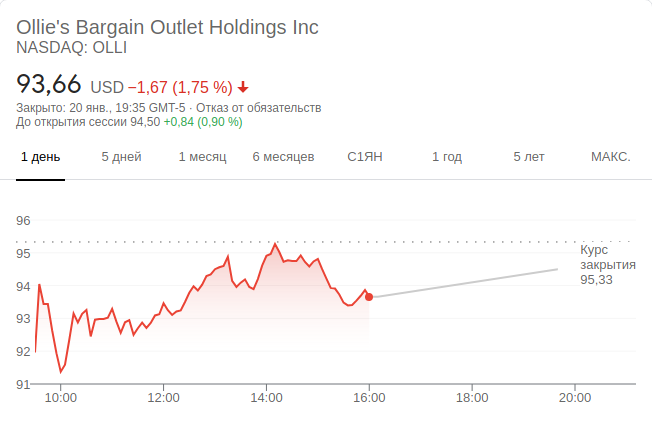 Ollie's Bargain Outlet Holdings Inc
NASDAQ: OLLI
93,66 USD −1,67 (1,75 %)
Закрыто: 20 янв., 19:35 GMT-5 · Отказ от обязательств
До открытия сессии 94,50 +0,84 (0,90 %)
1 день 5 дней 1 месяц 6 месяцев С1ЯН 1 год 5 лет МАКС.
96
95
94
93
92
91
Курс
закрытия
95,33
10:00 12:00 14:00 16:00 18:00 20:00